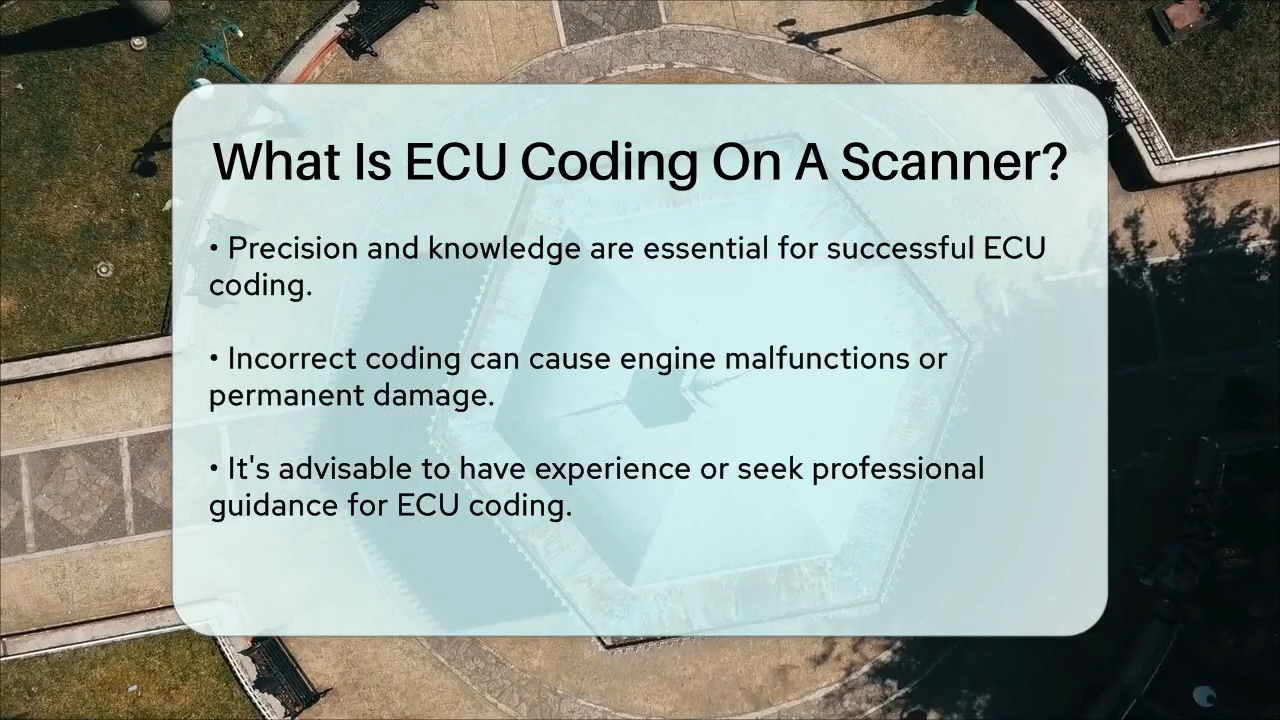 What Is ECU Coding On A Scanner?
• Precision and knowledge are essential for successful ECU
coding.
• Incorrect coding can cause engine malfunctions or
permanent damage.
• It's advisable to have experience or seek professional
guidance for ECU coding.